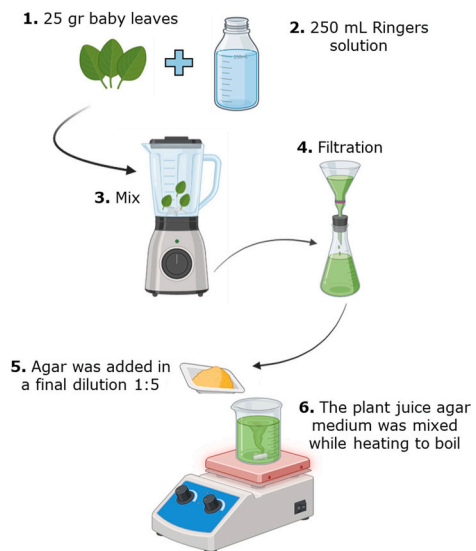 1. 25 gr baby leaves
2. 250 mL Ringers
solution
3. Mix
4. Filtration
5. Agar was added in
a final dilution 1:5
6. The plant juice agar
medium was mixed
while heating to boil